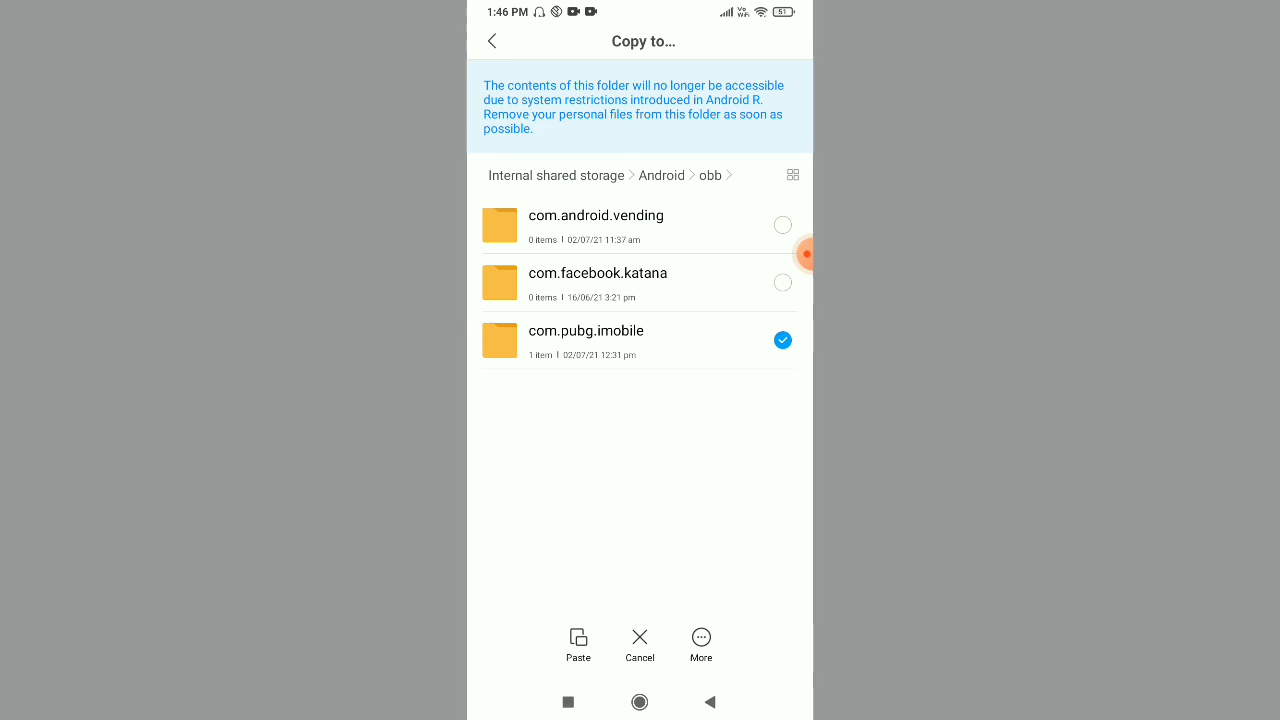 1:46 PM
Vo WiFi
51
Copy to...
The contents of this folder will no longer be accessible
due to system restrictions introduced in Android R.
Remove your personal files from this folder as soon as
possible.
Internal shared storage > Android > obb >
com.android.vending
0 items | 02/07/21 11:37 am
com.facebook.katana
0 items | 16/06/21 3:21 pm
com.pubg.imobile
1 item | 02/07/21 12:31 pm
Paste Cancel More